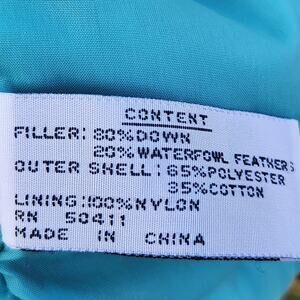 CONTENT
FILLER: 80% DOWN
20% WATERFOWL FEATHERS
OUTER SHELL: 65% POLYESTER
35% COTTON
LINING: 100% NYLON
RN 50411
MADE IN CHINA